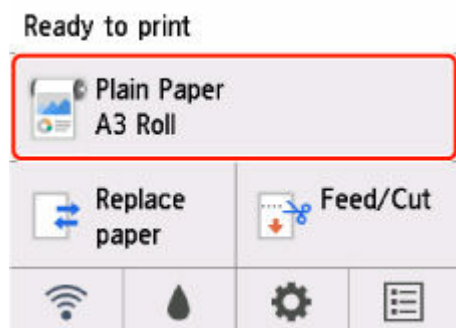 Ready to print
Plain Paper
A3 Roll
Replace
paper
Feed/Cut